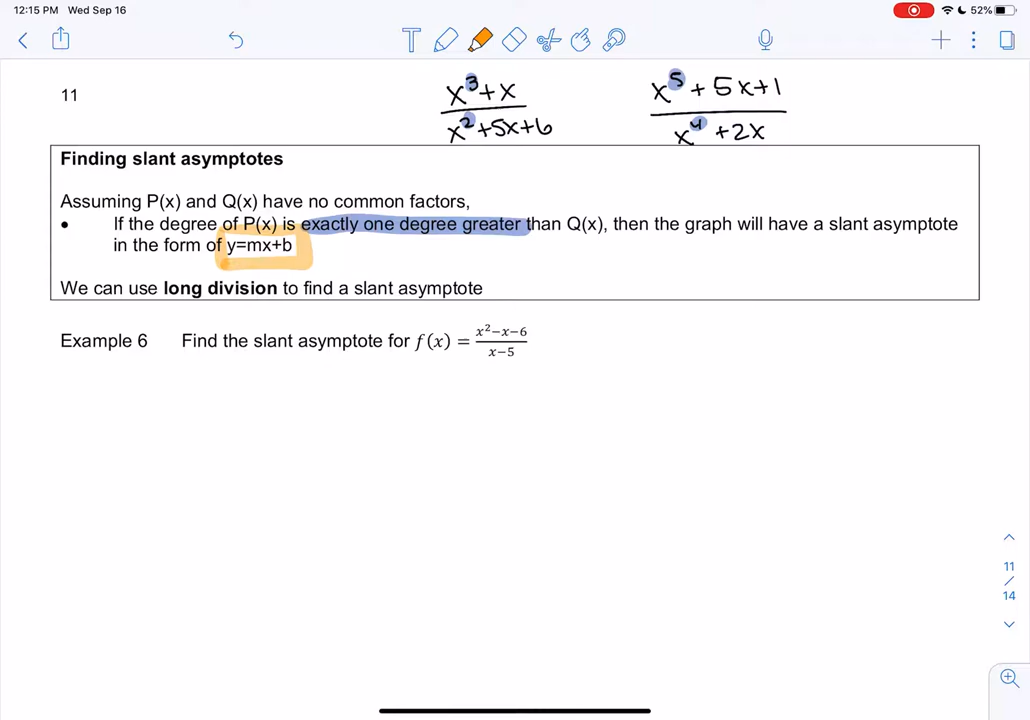 12:15 PM Wed Sep 16 52%
T
11
x³+x / x²+5x+6
x⁵+5x+1 / x⁴+2x
Finding slant asymptotes
Assuming P(x) and Q(x) have no common factors,
• If the degree of P(x) is exactly one degree greater than Q(x), then the graph will have a slant asymptote
in the form of y=mx+b
We can use long division to find a slant asymptote
Example 6 Find the slant asymptote for f(x) = x²−x−6 / x−5
11
/
14